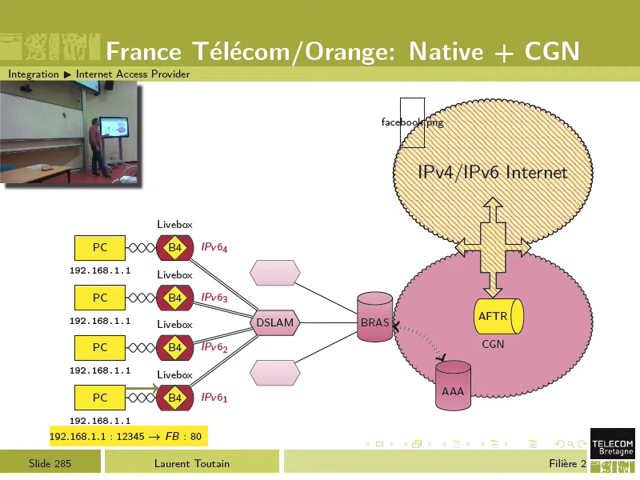 France Télécom/Orange: Native + CGN
Integration ▶ Internet Access Provider
facebook.png
IPv4/IPv6 Internet
Livebox
PC
B4
IPv6₄
192.168.1.1
Livebox
PC
B4
IPv6₃
192.168.1.1
Livebox
PC
B4
IPv6₂
192.168.1.1
Livebox
PC
B4
IPv6₁
192.168.1.1
DSLAM
BRAS
AFTR
CGN
AAA
192.168.1.1 : 12345 → FB : 80
TELECOM
Bretagne
Slide 285
Laurent Toutain
Filière 2